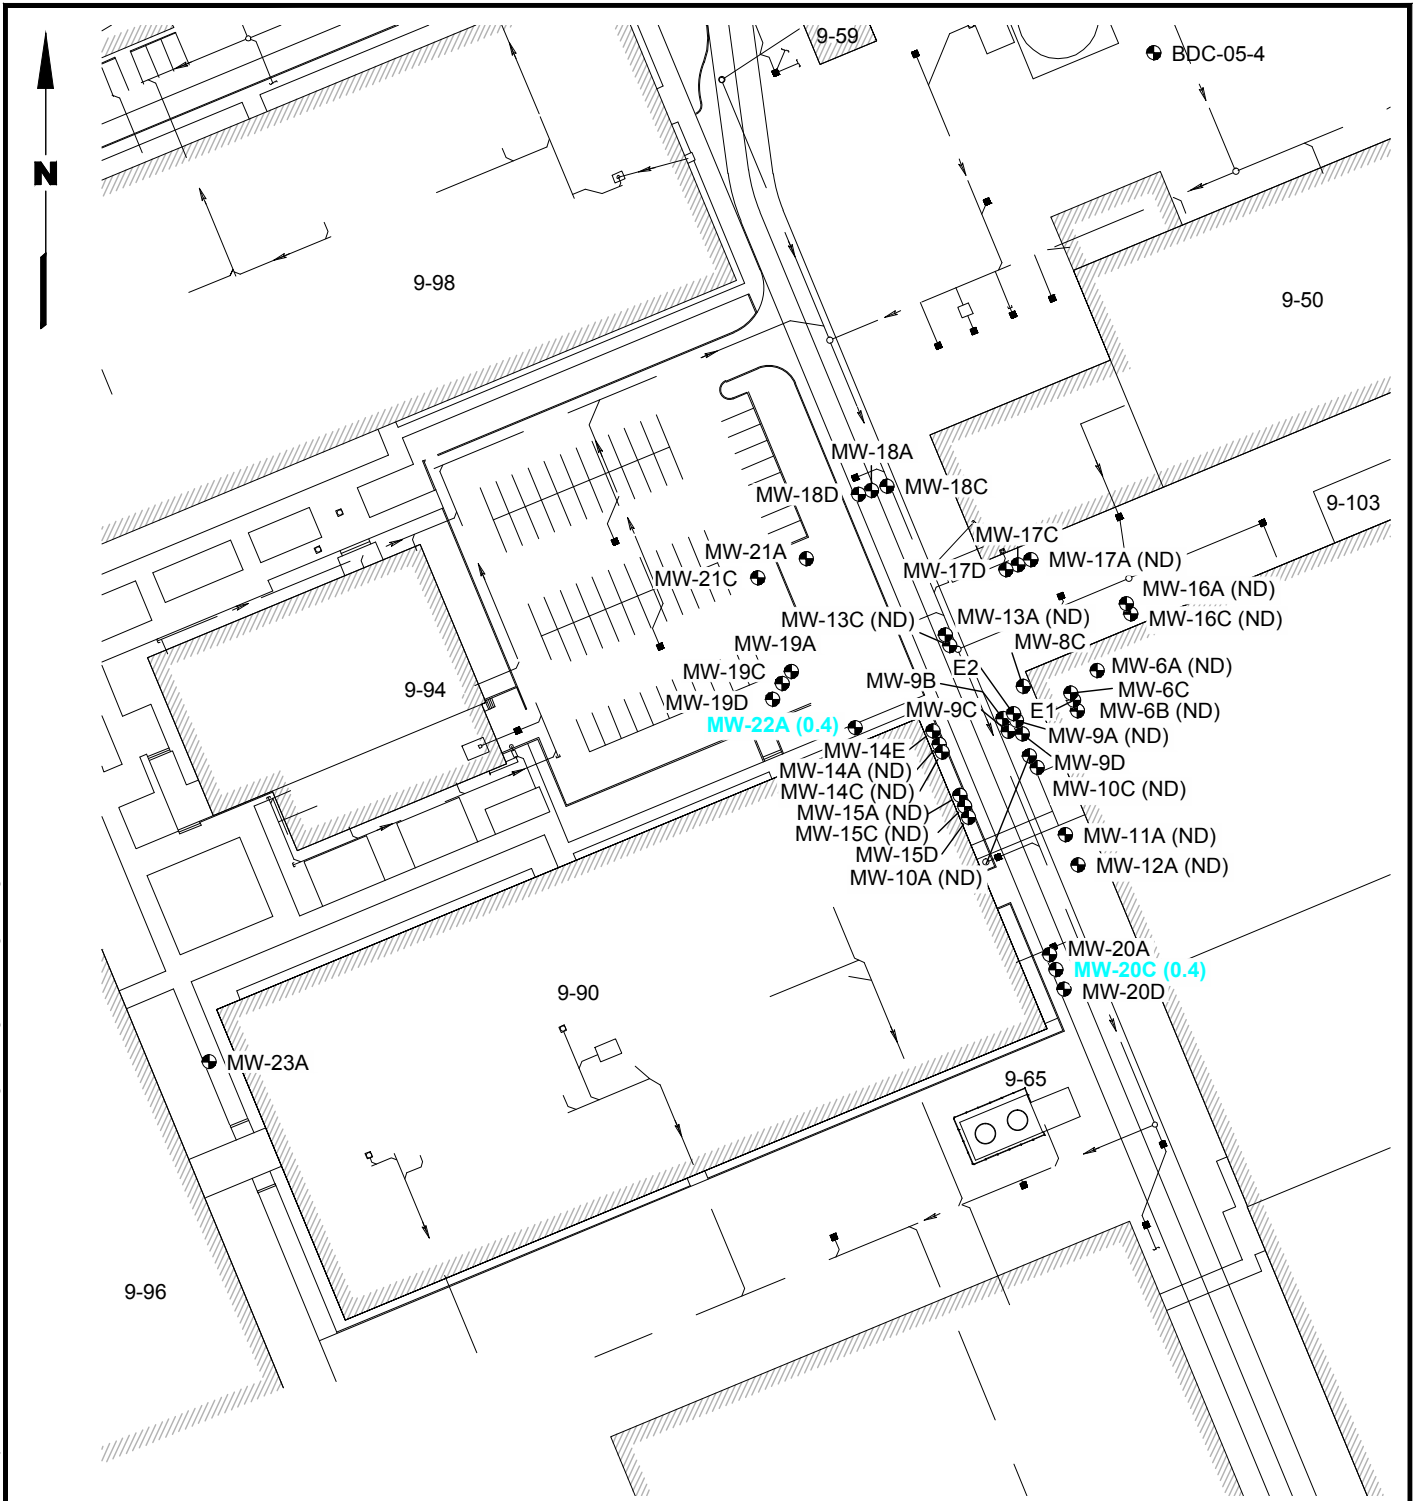 9-59
BDC-05-4
N
9-98
9-50
MW-18A
MW-18D
MW-18C
9-103
MW-17C
MW-21A
MW-17A (ND)
MW-17D
MW-21C
MW-16A (ND)
MW-13A (ND)
MW-13C (ND)
MW-16C (ND)
MW-19A
MW-8C
E2
MW-6A (ND)
MW-19C
MW-9B
MW-6C
9-94
MW-19D
MW-9C
E1
MW-6B (ND)
MW-22A (0.4)
MW-9A (ND)
MW-14E
MW-9D
MW-14A (ND)
MW-10C (ND)
MW-14C (ND)
MW-15A (ND)
MW-15C (ND)
MW-11A (ND)
MW-15D
MW-12A (ND)
MW-10A (ND)
MW-20A
MW-20C (0.4)
9-90
MW-20D
MW-23A
9-65
9-96